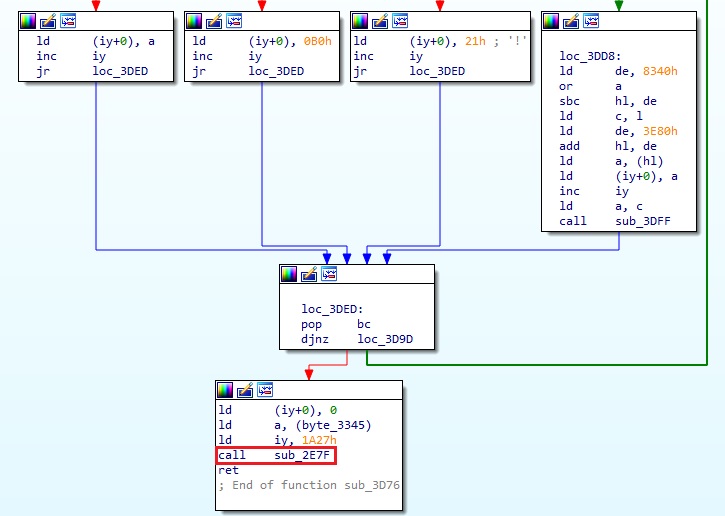 ld (iy+0), a
inc iy
jr loc_3DED
ld (iy+0), 0B0h
inc iy
jr loc_3DED
ld (iy+0), 21h ; '!'
inc iy
jr loc_3DED
loc_3DD8:
ld de, 8340h
or a
sbc hl, de
ld c, l
ld de, 3E80h
add hl, de
ld a, (hl)
ld (iy+0), a
inc iy
ld a, c
call sub_3DFF
loc_3DED:
pop bc
djnz loc_3D9D
ld (iy+0), 0
ld a, (byte_3345)
ld iy, 1A27h
call sub_2E7F
ret
; End of function sub_3D76